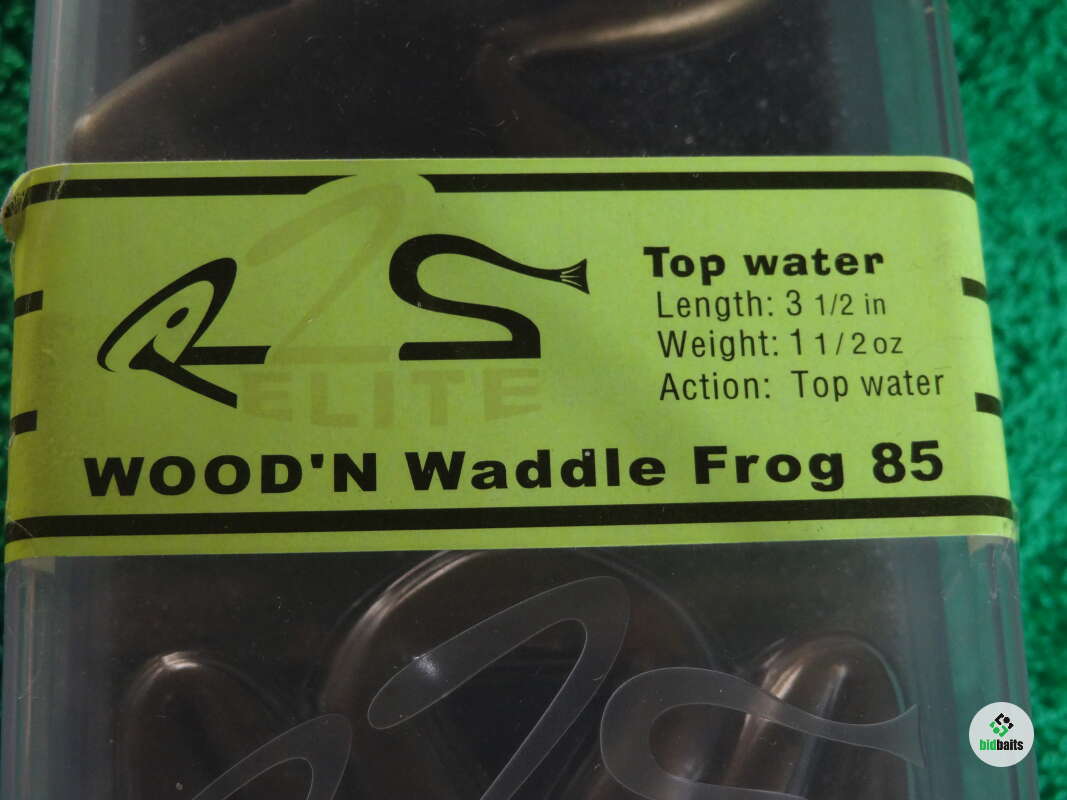 R2S
ELITE
Top water
Length: 3 1/2 in
Weight: 1 1/2 oz
Action: Top water
WOOD'N Waddle Frog 85
R2S
bidbaits